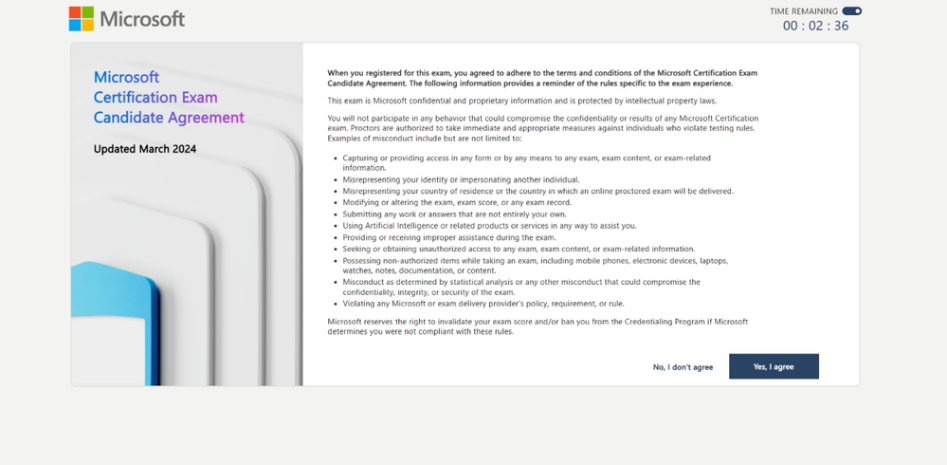 Microsoft
TIME REMAINING
00 : 02 : 36
Microsoft
Certification Exam
Candidate Agreement
Updated March 2024
When you registered for this exam, you agreed to adhere to the terms and conditions of the Microsoft Certification Exam
Candidate Agreement. The following information provides a reminder of the rules specific to the exam experience.
This exam is Microsoft confidential and proprietary information and is protected by intellectual property laws.
You will not participate in any behavior that could compromise the confidentiality or results of any Microsoft Certification
exam. Proctors are authorized to take immediate and appropriate measures against individuals who violate testing rules.
Examples of misconduct include but are not limited to:
• Capturing or providing access in any form or by any means to any exam, exam content, or exam-related
information.
• Misrepresenting your identity or impersonating another individual.
• Misrepresenting your country of residence or the country in which an online proctored exam will be delivered.
• Modifying or altering the exam, exam score, or any exam record.
• Submitting any work or answers that are not entirely your own.
• Using Artificial Intelligence or related products or services in any way to assist you.
• Providing or receiving improper assistance during the exam.
• Seeking or obtaining unauthorized access to any exam, exam content, or exam-related information.
• Possessing non-authorized items while taking an exam, including mobile phones, electronic devices, laptops,
watches, notes, documentation, or content.
• Misconduct as determined by statistical analysis or any other misconduct that could compromise the
confidentiality, integrity, or security of the exam.
• Violating any Microsoft or exam delivery provider's policy, requirement, or rule.
Microsoft reserves the right to invalidate your exam score and/or ban you from the Credentialing Program if Microsoft
determines you were not compliant with these rules.
No, I don't agree
Yes, I agree